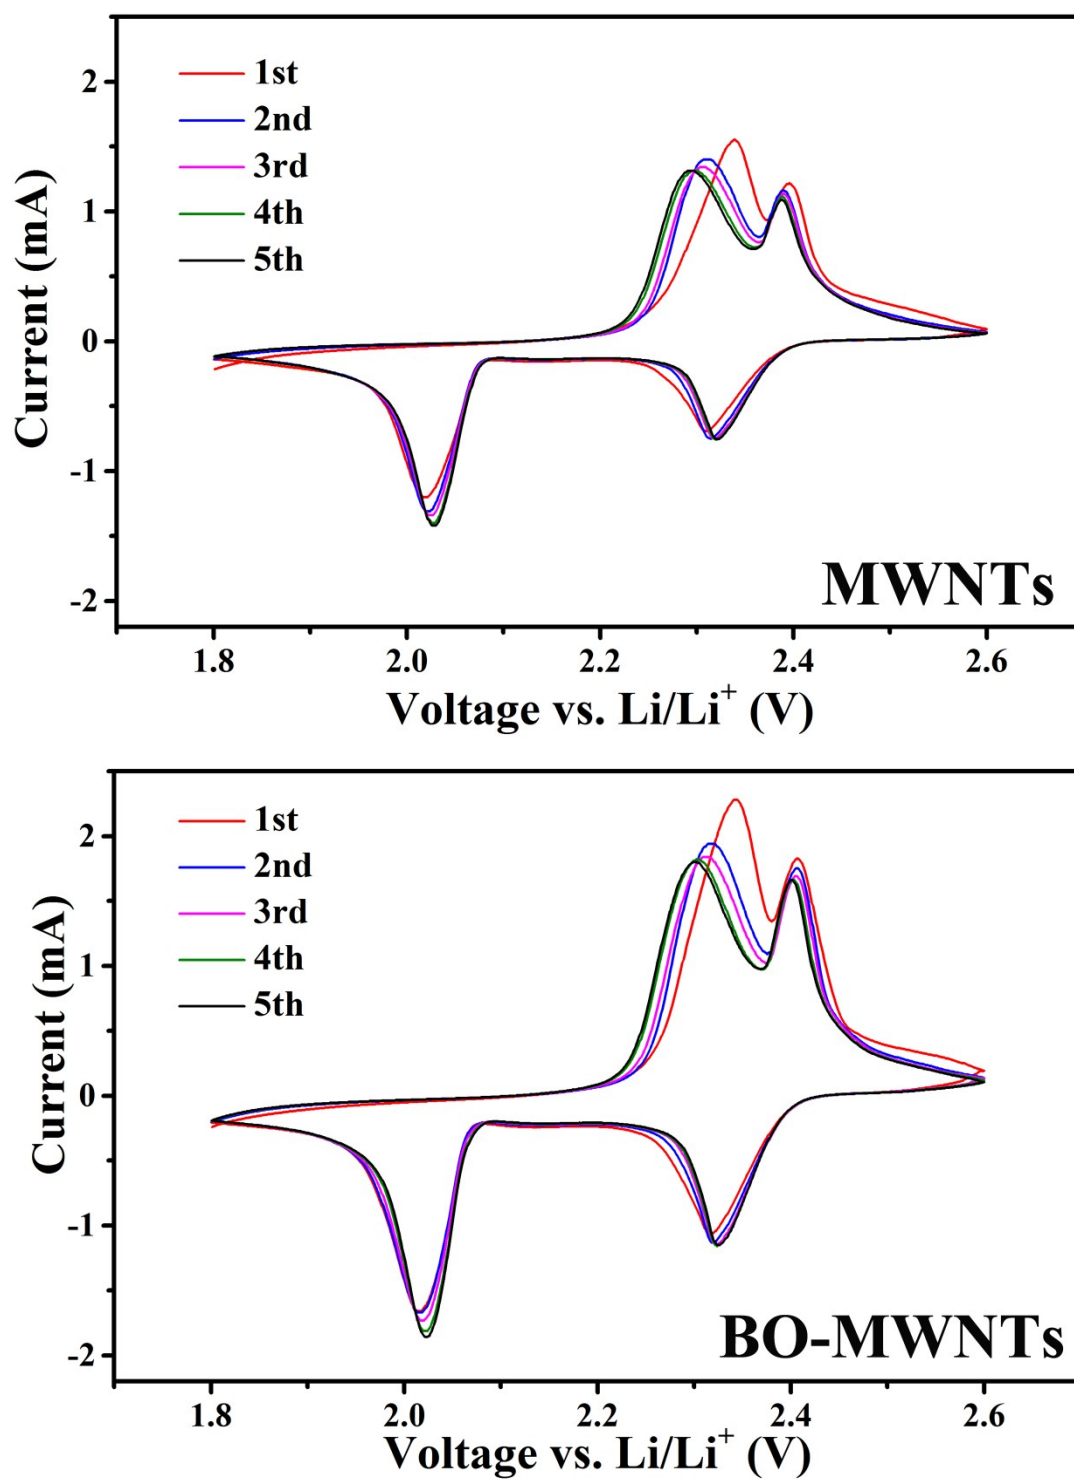 1st
2nd
3rd
4th
5th
2
1
0
-1
-2
Current (mA)
MWNTs
1.8 2.0 2.2 2.4 2.6
Voltage vs. Li/Li⁺ (V)
1st
2nd
3rd
4th
5th
2
1
0
-1
-2
Current (mA)
BO-MWNTs
1.8 2.0 2.2 2.4 2.6
Voltage vs. Li/Li⁺ (V)